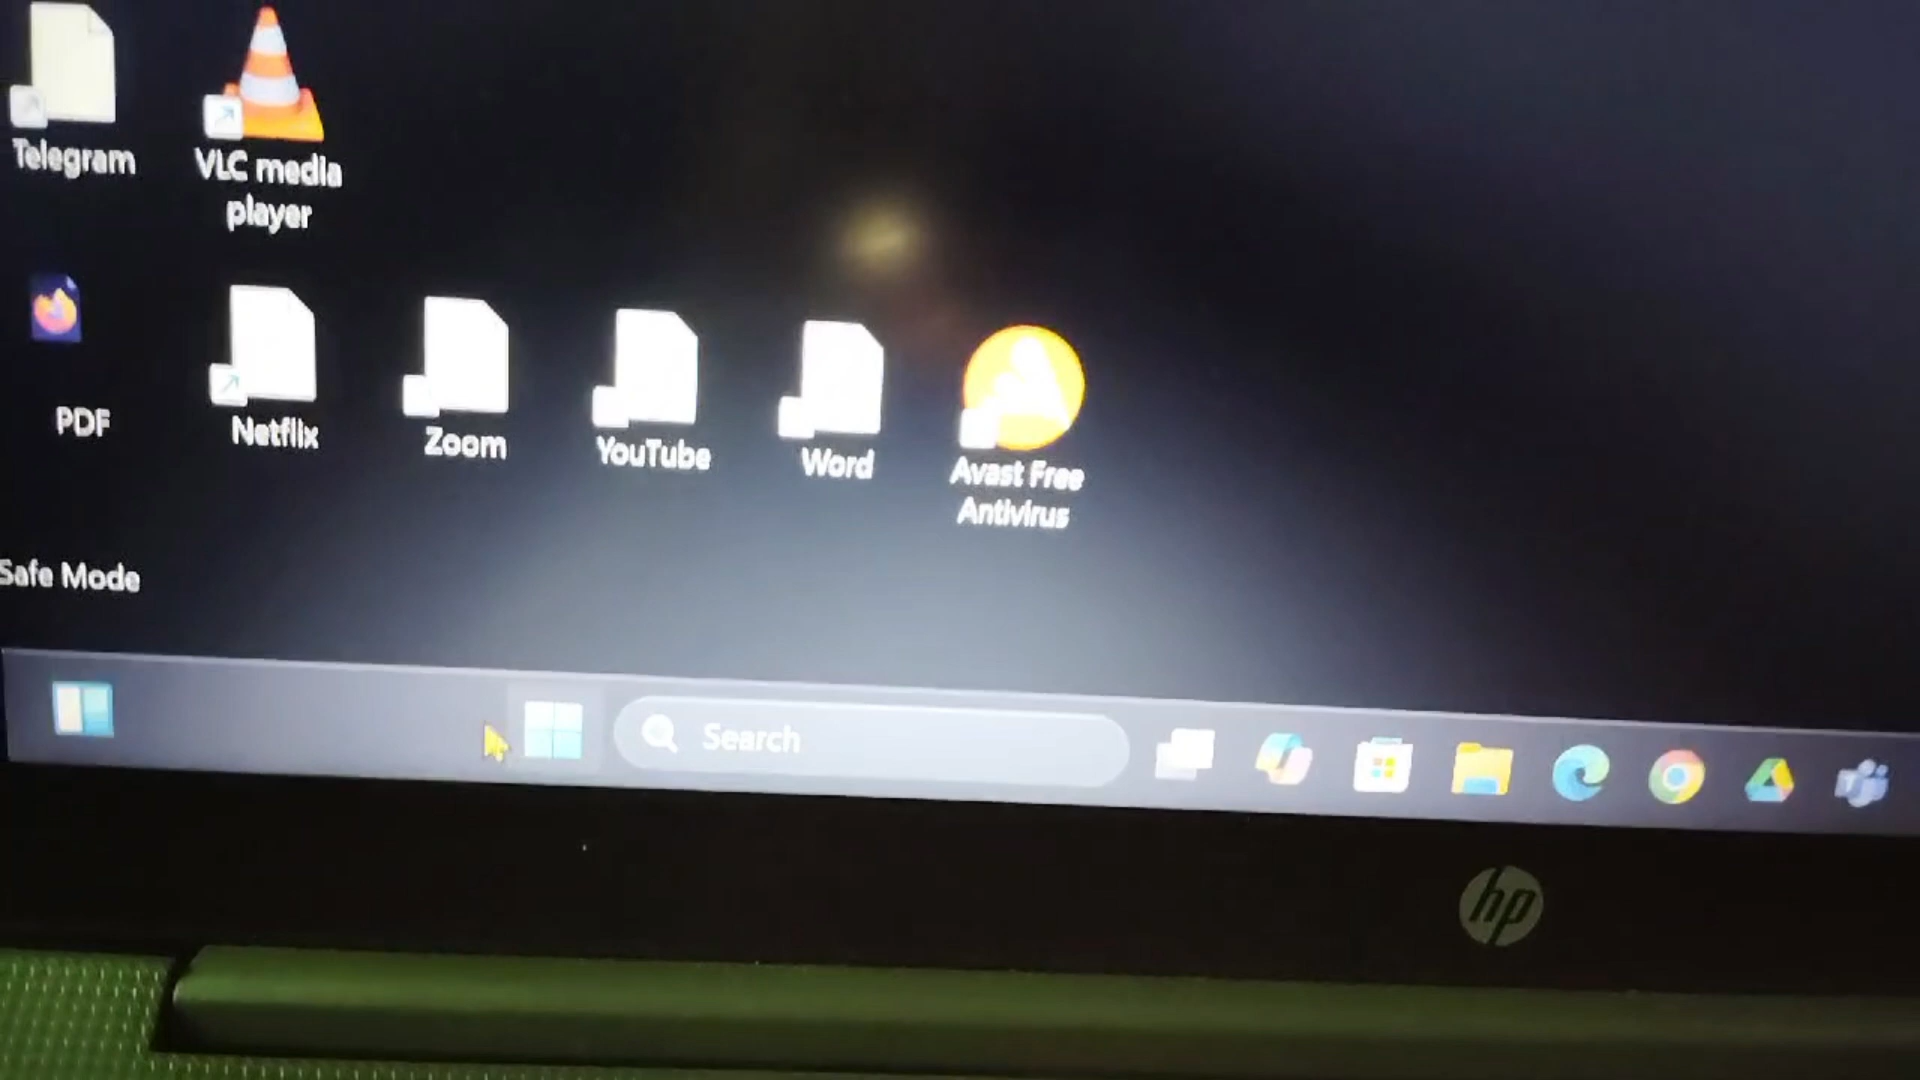 Telegram
VLC media
player
PDF
Netflix
Zoom
YouTube
Word
Avast Free
Antivirus
Safe Mode
Search
hp